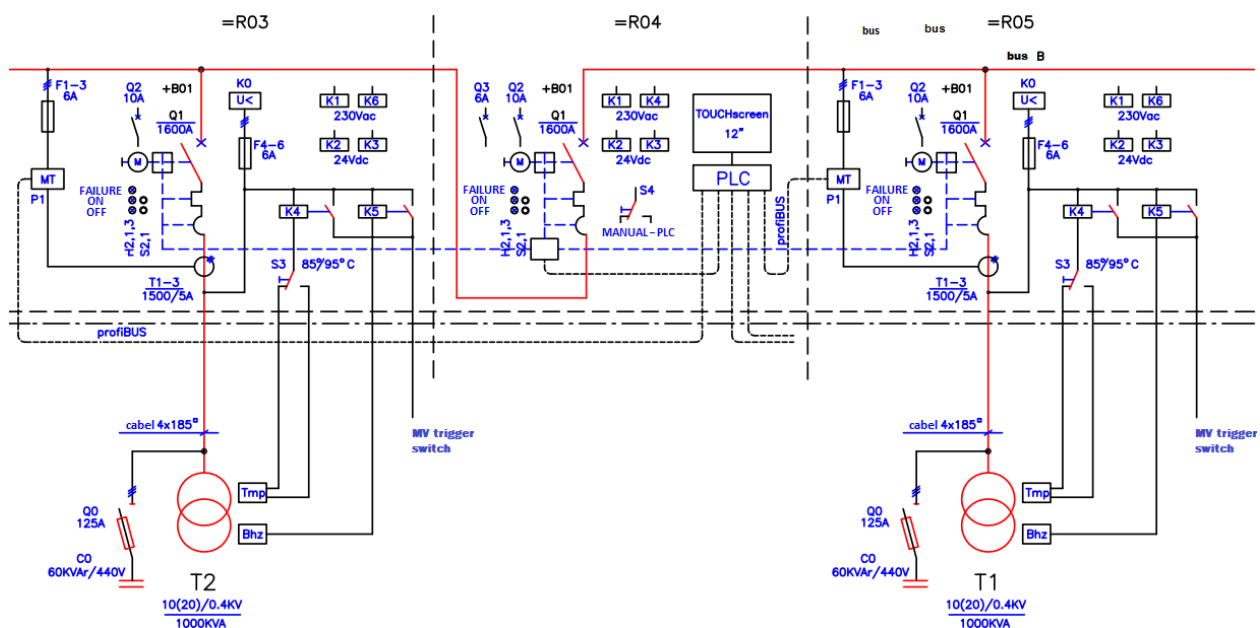 =R03
=R04
=R05
bus
bus
bus B
F1-3
6A
Q2
10A
+B01
Q1
1600A
K0
U<
F4-6
6A
K1
K6
230Vac
K2
K3
24Vdc
M
MT
P1
FAILURE
ON
OFF
H2,1,3
S2,1
K4
K5
S3
85°/95°C
T1-3
1500/5A
profiBUS
Q3
6A
Q2
10A
+B01
Q1
1600A
K1
K4
230Vac
K2
K3
24Vdc
M
FAILURE
ON
OFF
H2,1,3
S2,1
S4
MANUAL-PLC
TOUCHscreen
12"
PLC
profiBUS
F1-3
6A
Q2
10A
+B01
Q1
1600A
K0
U<
F4-6
6A
K1
K6
230Vac
K2
K3
24Vdc
M
MT
P1
FAILURE
ON
OFF
H2,1,3
S2,1
K4
K5
S3
85°/95°C
T1-3
1500/5A
cabel 4x185°
MV trigger
switch
Tmp
Bhz
Q0
125A
C0
60KVAr/440V
T2
10(20)/0.4KV
1000KVA
cabel 4x185°
MV trigger
switch
Tmp
Bhz
Q0
125A
C0
60KVAr/440V
T1
10(20)/0.4KV
1000KVA